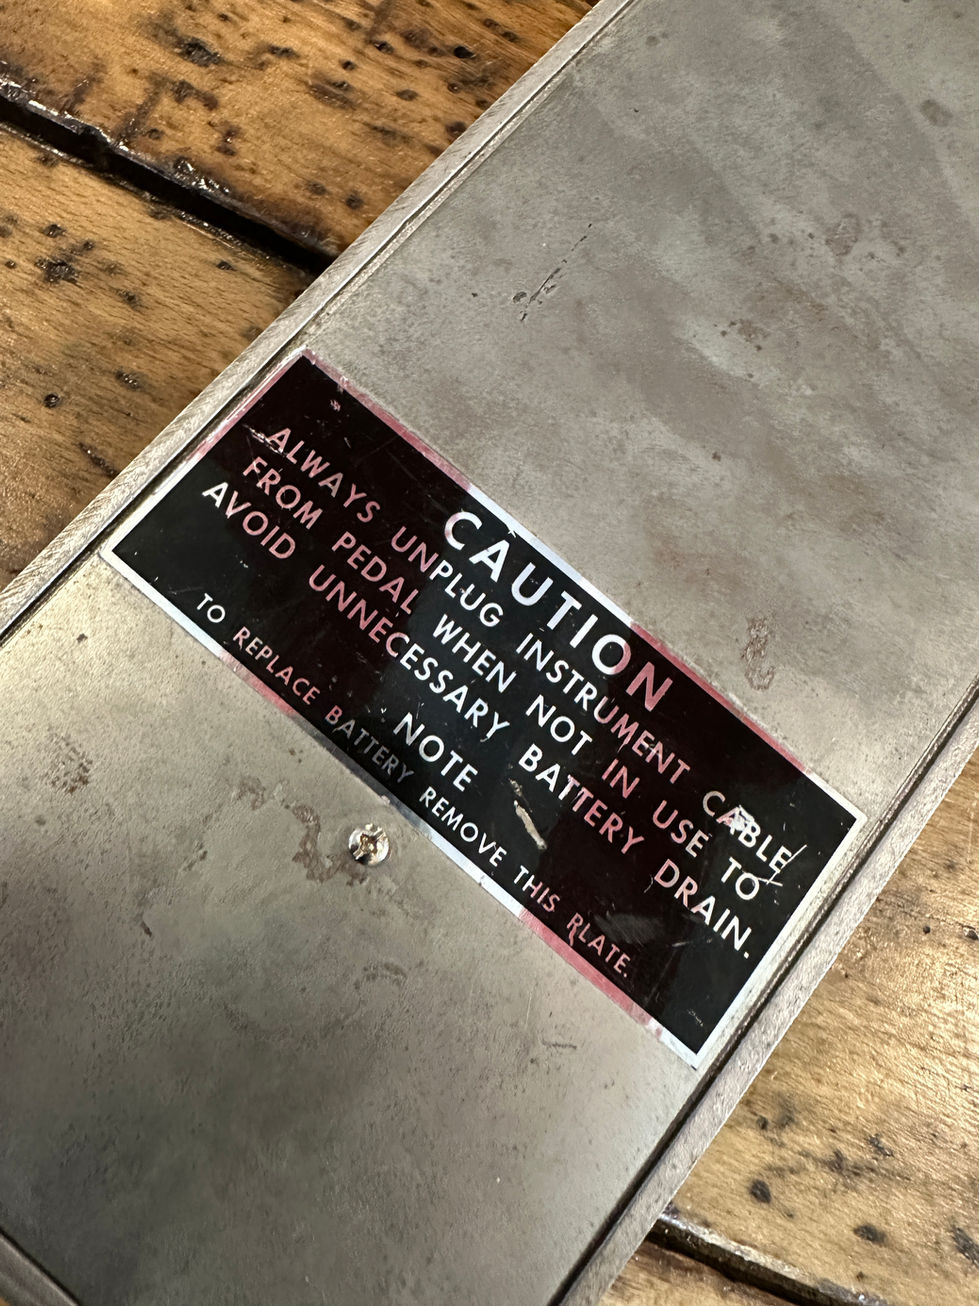 CAUTION
ALWAYS UNPLUG INSTRUMENT CABLE
FROM PEDAL WHEN NOT IN USE TO
AVOID UNNECESSARY BATTERY DRAIN.
NOTE
TO REPLACE BATTERY REMOVE THIS PLATE.